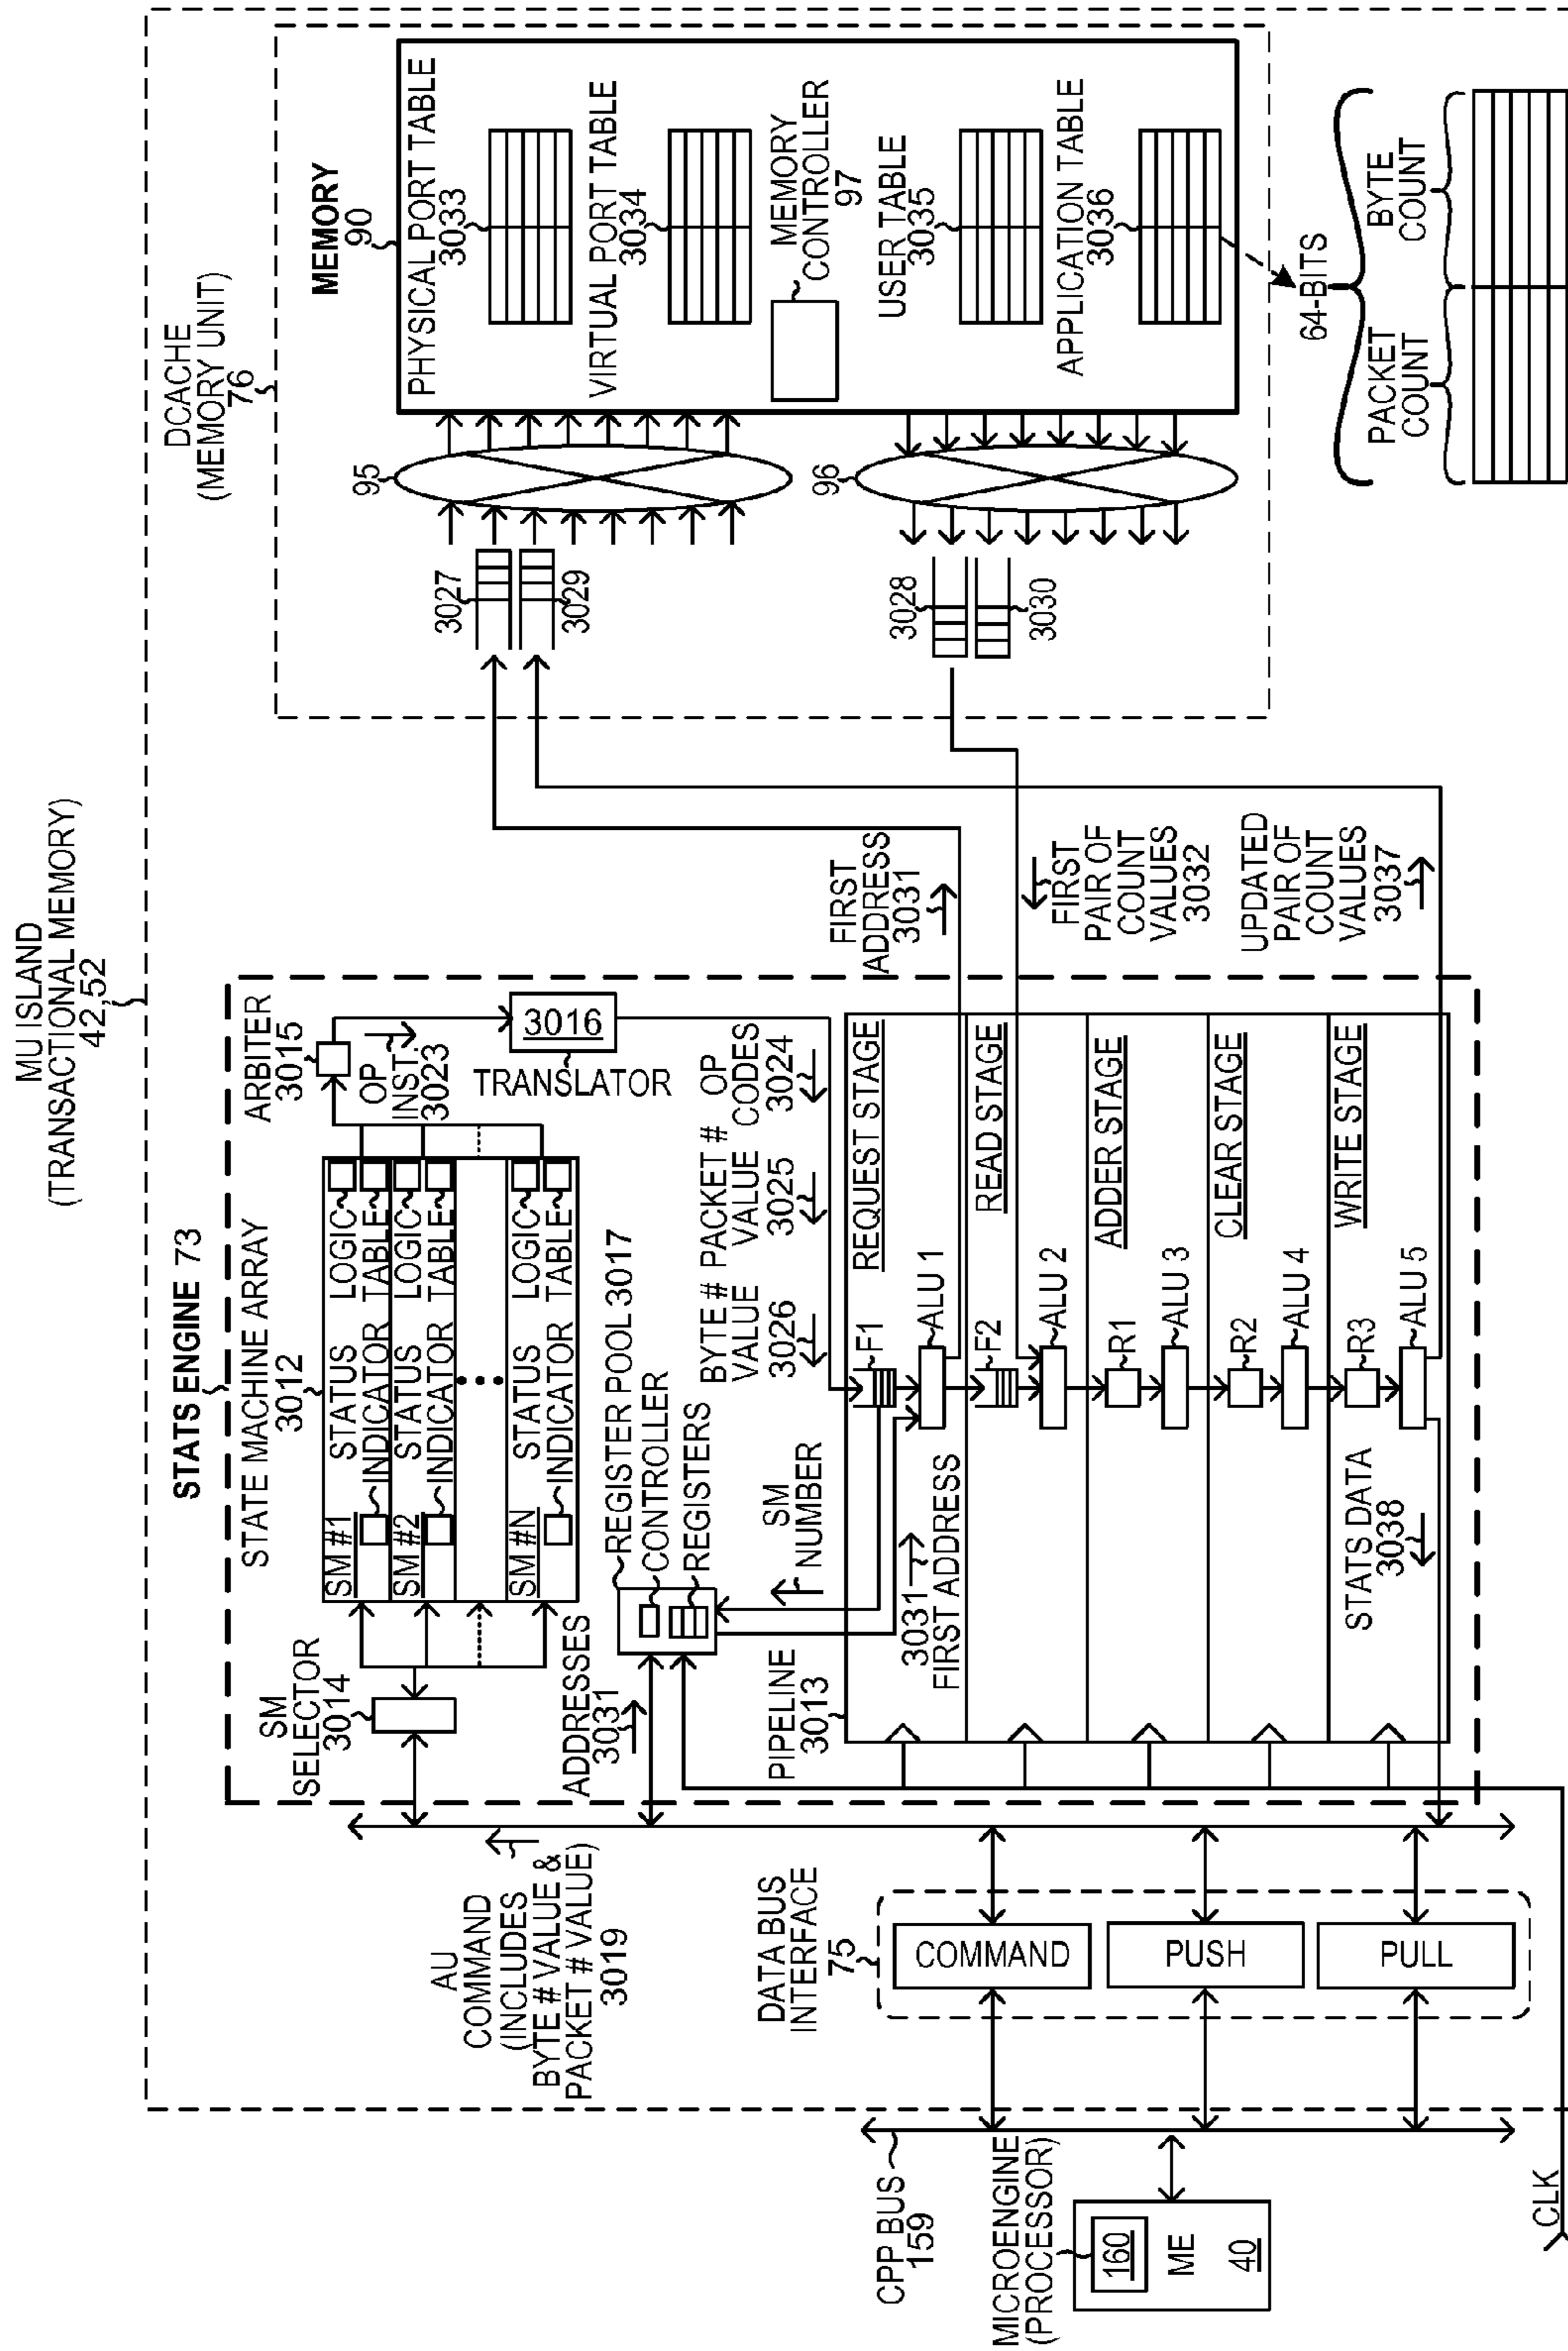 MU ISLAND
(TRANSACTIONAL MEMORY)
42,52
STATS ENGINE 73
STATE MACHINE ARRAY
3012
SM
SELECTOR
3014
SM #1
STATUS
LOGIC
INDICATOR
TABLE
SM #2
STATUS
LOGIC
INDICATOR
TABLE
SM #N
STATUS
LOGIC
INDICATOR
TABLE
ARBITER
3015
OP
INST.
3023
3016
TRANSLATOR
ADDRESSES
3031
REGISTER POOL 3017
CONTROLLER
REGISTERS
SM
NUMBER
BYTE #
VALUE
3026
PACKET #
VALUE
3025
OP
CODES
3024
PIPELINE
3013
3031
FIRST ADDRESS
REQUEST STAGE
F1
ALU 1
READ STAGE
F2
ALU 2
ADDER STAGE
R1
ALU 3
CLEAR STAGE
R2
ALU 4
WRITE STAGE
R3
ALU 5
STATS DATA
3038
FIRST
ADDRESS
3031
FIRST
PAIR OF
COUNT
VALUES
3032
UPDATED
PAIR OF
COUNT
VALUES
3037
DCACHE
(MEMORY UNIT)
76
MEMORY
90
PHYSICAL PORT TABLE
3033
VIRTUAL PORT TABLE
3034
MEMORY
CONTROLLER
97
USER TABLE
3035
APPLICATION TABLE
3036
95
96
3027
3029
3028
3030
64-BITS
PACKET
COUNT
BYTE
COUNT
AU
COMMAND
(INCLUDES
BYTE # VALUE &
PACKET # VALUE)
3019
DATA BUS
INTERFACE
75
COMMAND
PUSH
PULL
CPP BUS
159
MICROENGINE
(PROCESSOR)
160
ME
40
CLK